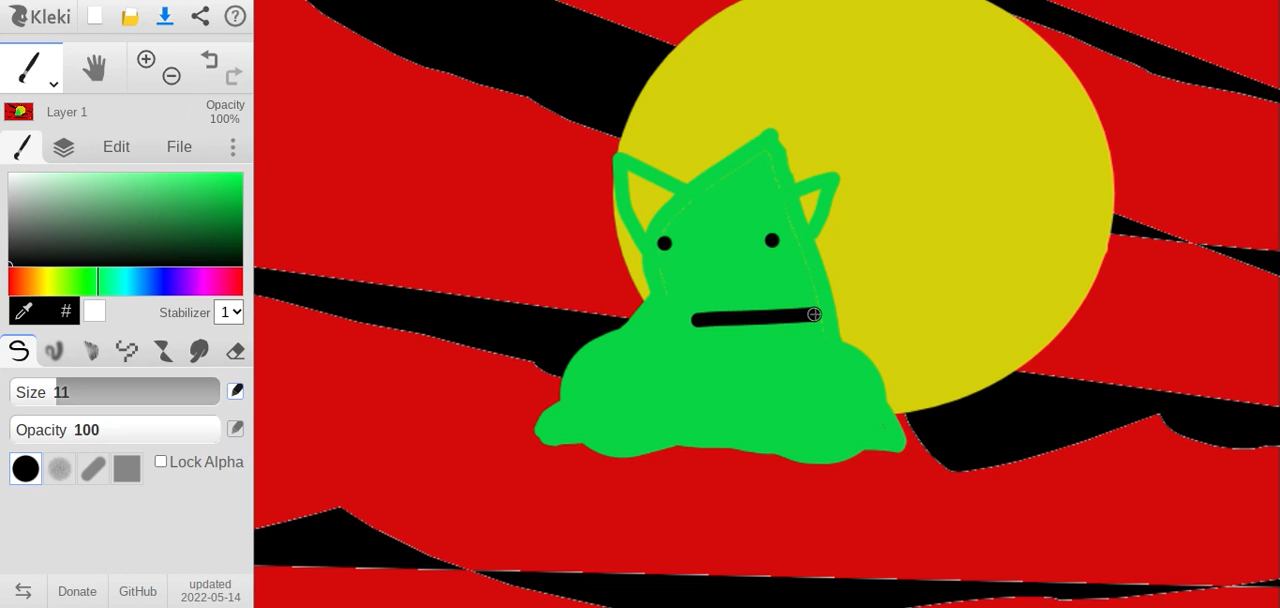 Kleki
Layer 1
Opacity
100%
Edit
File
#
Stabilizer 1
Size 11
Opacity 100
Lock Alpha
Donate
GitHub
updated
2022-05-14